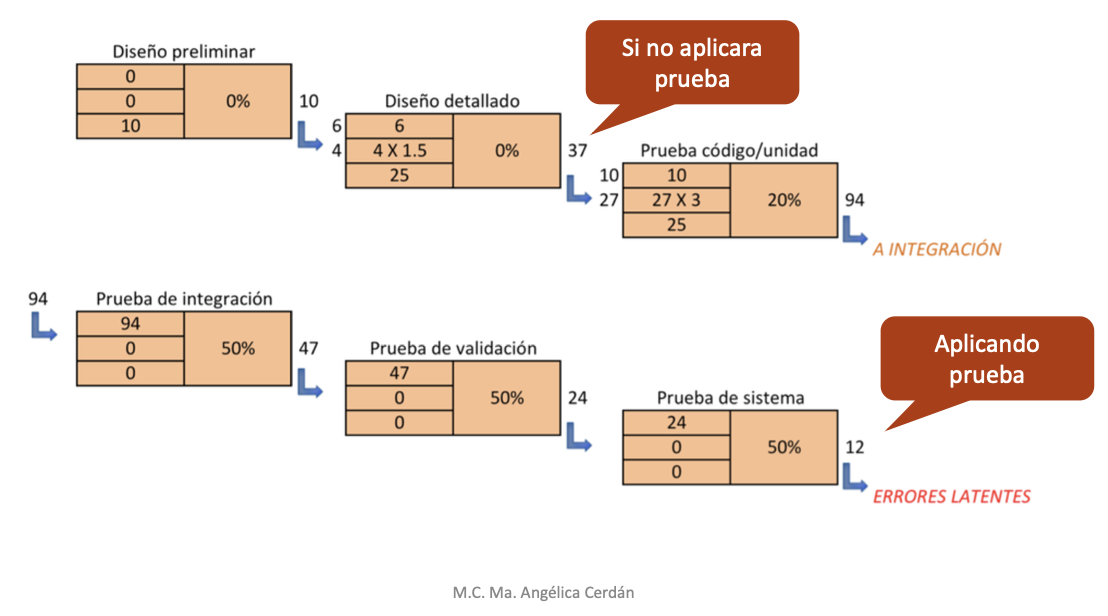 Si no aplicara
prueba
Diseño preliminar
0
0
10
0%
10
Diseño detallado
6
4
6
4 X 1.5
25
0%
37
Prueba código/unidad
10
27
10
27 X 3
25
20%
94
A INTEGRACIÓN
94
Prueba de integración
94
0
0
50%
47
Prueba de validación
47
0
0
50%
24
Aplicando
prueba
Prueba de sistema
24
0
0
50%
12
ERRORES LATENTES
M.C. Ma. Angélica Cerdán